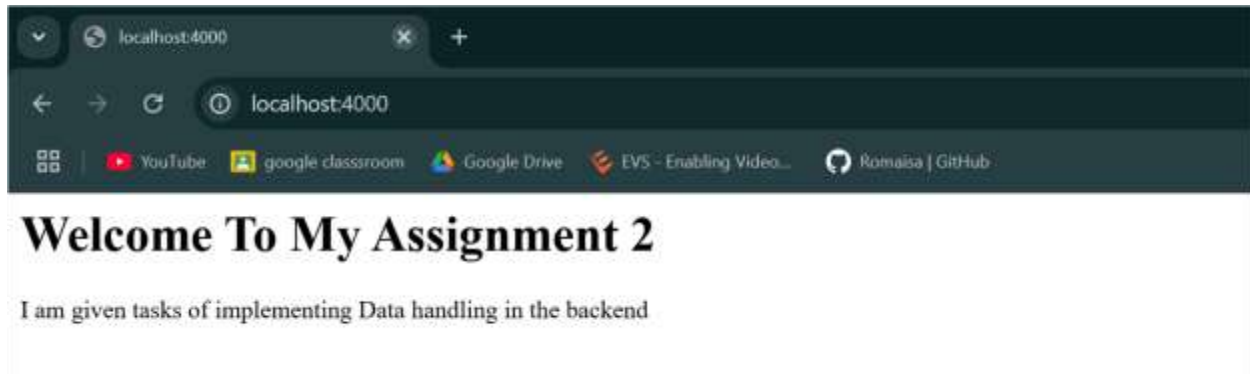 localhost:4000
localhost:4000
YouTube google classsroom Google Drive EVS - Enabling Video... Romaisa | GitHub
Welcome To My Assignment 2
I am given tasks of implementing Data handling in the backend